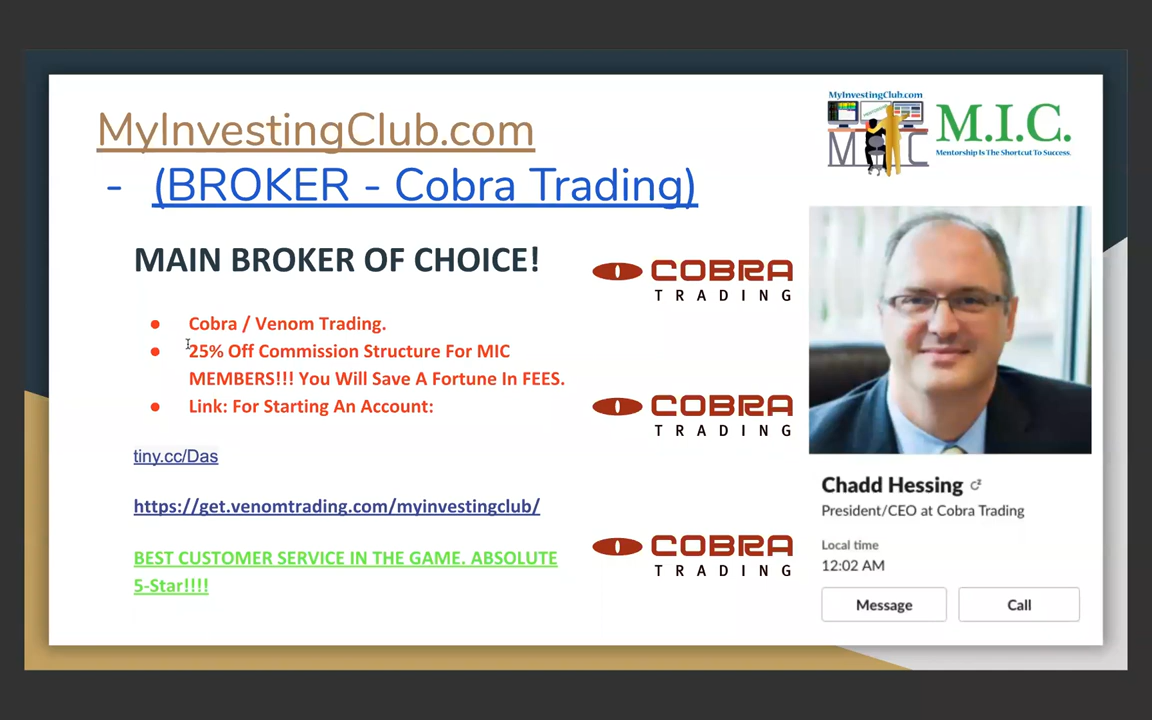 MyInvestingClub.com
- (BROKER - Cobra Trading)
MyInvestingClub.com
MIC
M.I.C.
Mentorship Is The Shortcut To Success.
MAIN BROKER OF CHOICE!
● Cobra / Venom Trading.
● 25% Off Commission Structure For MIC
MEMBERS!!! You Will Save A Fortune In FEES.
● Link: For Starting An Account:
tiny.cc/Das
https://get.venomtrading.com/myinvestingclub/
BEST CUSTOMER SERVICE IN THE GAME. ABSOLUTE
5-Star!!!!
COBRA
TRADING
COBRA
TRADING
COBRA
TRADING
Chadd Hessing
President/CEO at Cobra Trading
Local time
12:02 AM
Message
Call